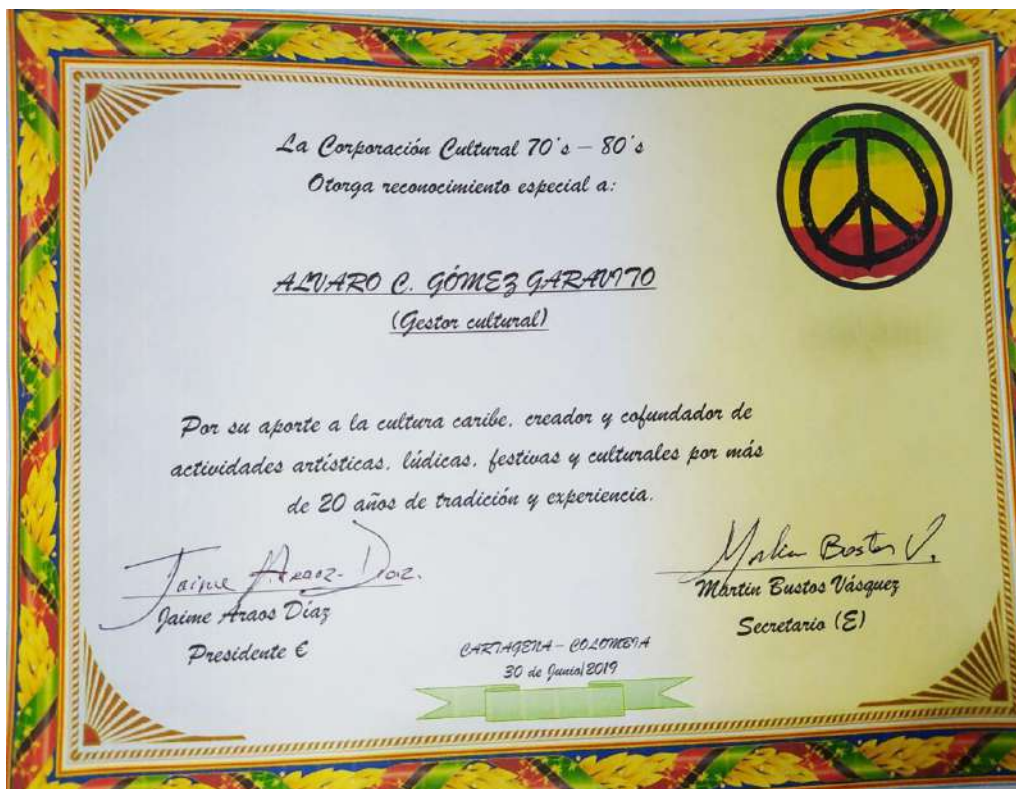 La Corporación Cultural 70's – 80's
Otorga reconocimiento especial a:
ALVARO C. GÓMEZ GARAVITO
(Gestor cultural)
Por su aporte a la cultura caribe, creador y cofundador de
actividades artísticas, lúdicas, festivas y culturales por más
de 20 años de tradición y experiencia.
Jaime Araoz-Diaz.
Jaime Araos Díaz
Presidente €
Martin Bustos V.
Martin Bustos Vásquez
Secretario (E)
CARTAGENA – COLOMBIA
30 de Junio/2019